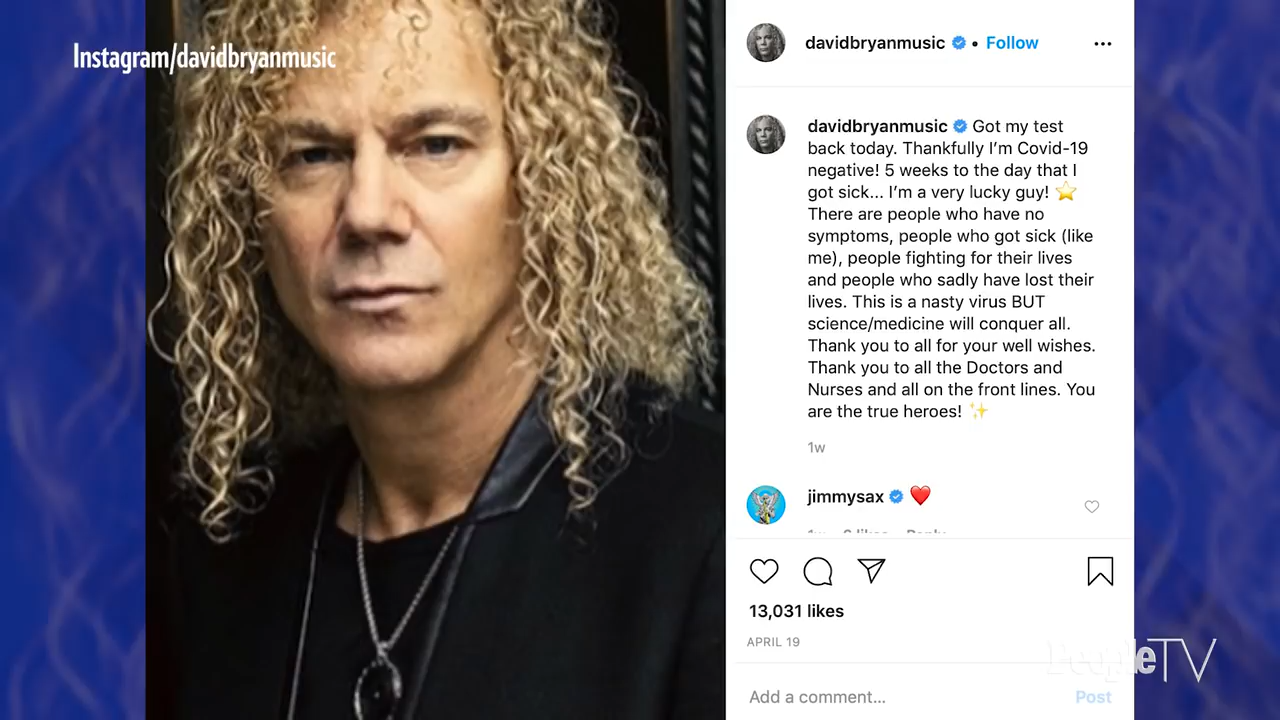 Instagram/davidbryanmusic
davidbryanmusic • Follow
davidbryanmusic Got my test
back today. Thankfully I’m Covid-19
negative! 5 weeks to the day that I
got sick... I’m a very lucky guy! ⭐
There are people who have no
symptoms, people who got sick (like
me), people fighting for their lives
and people who sadly have lost their
lives. This is a nasty virus BUT
science/medicine will conquer all.
Thank you to all for your well wishes.
Thank you to all the Doctors and
Nurses and all on the front lines. You
are the true heroes! ✨
1w
jimmysax ❤️
13,031 likes
APRIL 19
Add a comment...
Post
PeopleTV